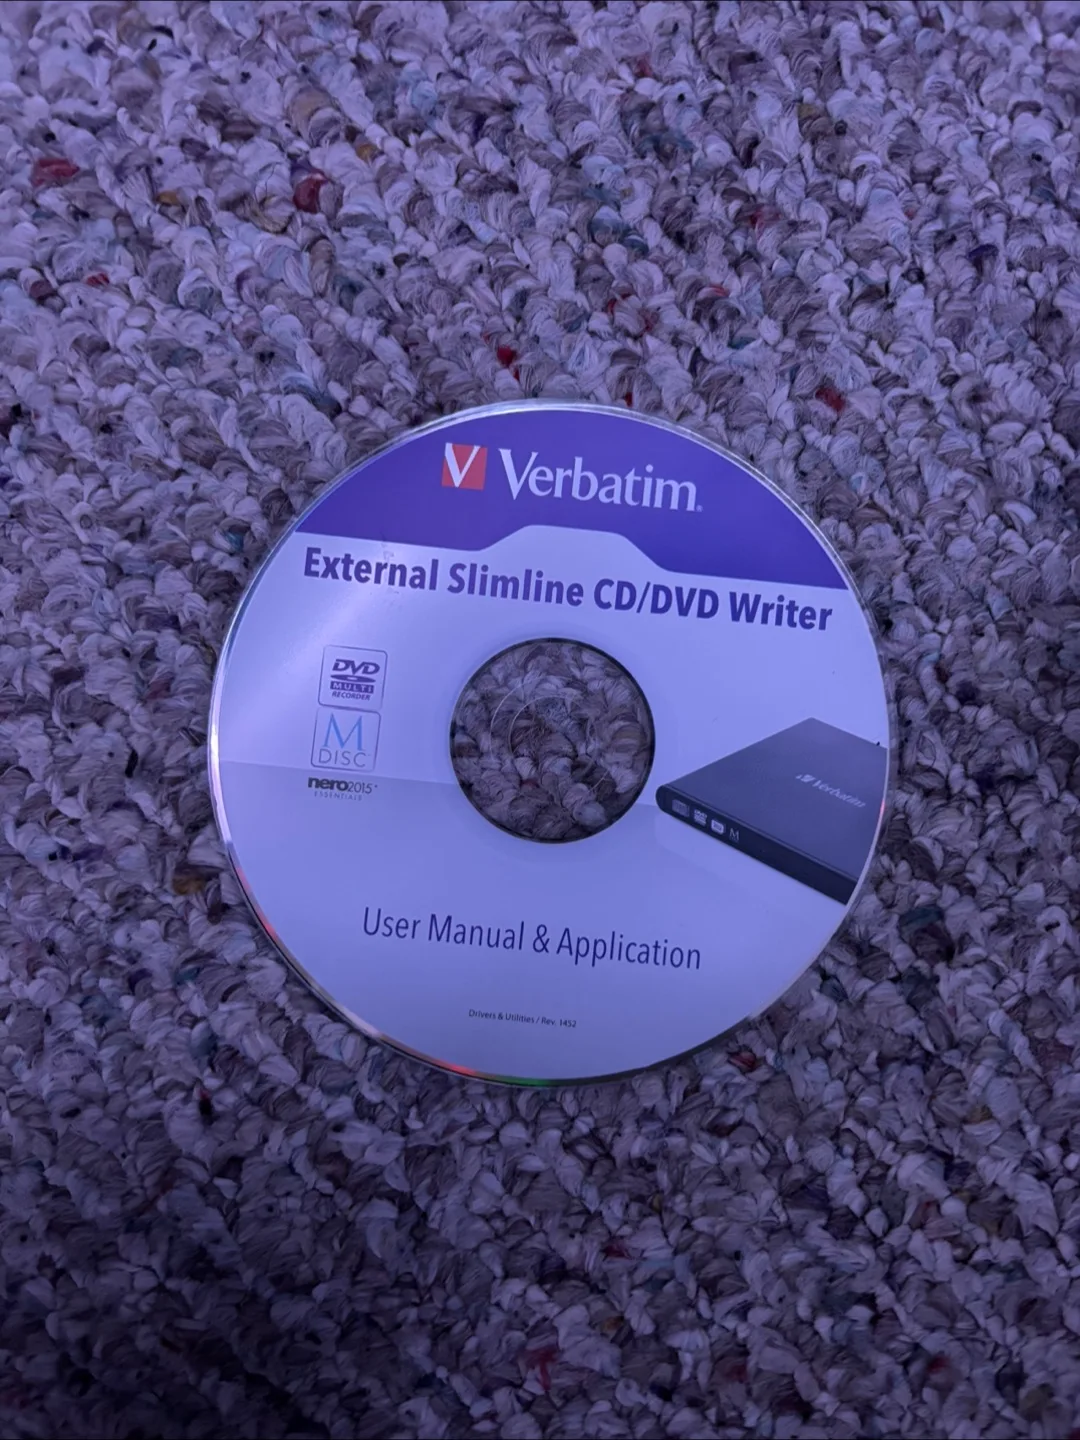 V Verbatim.
External Slimline CD/DVD Writer
DVD
MULTI
RECORDER
M
DISC
nero2015
ESSENTIALS
Verbatim
M
User Manual & Application
Drivers & Utilities / Rev. 1452